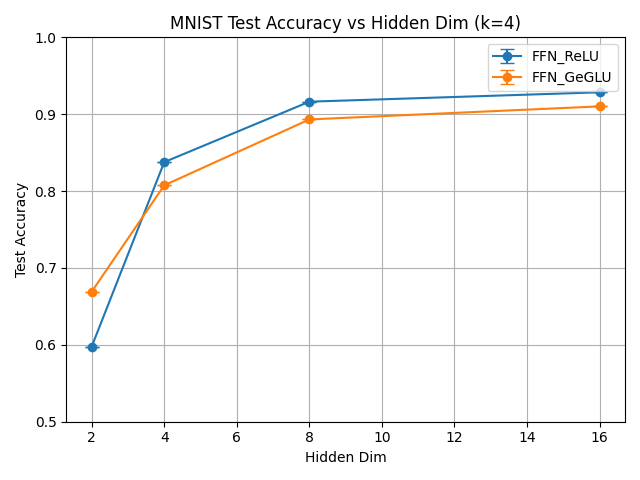 MNIST Test Accuracy vs Hidden Dim (k=4)
FFN_ReLU
FFN_GeGLU
Test Accuracy
1.0
0.9
0.8
0.7
0.6
0.5
2 4 6 8 10 12 14 16
Hidden Dim